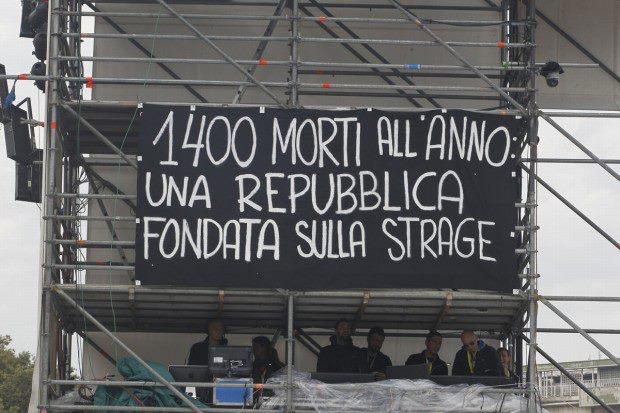 1400 MORTI ALL'ANNO:
UNA REPUBBLICA
FONDATA SULLA STRAGE